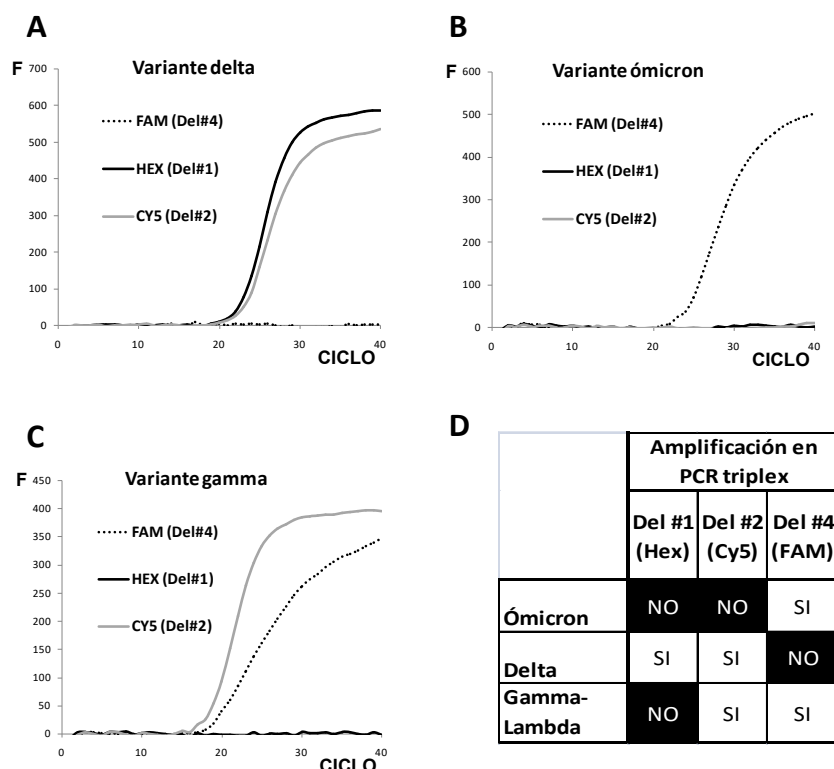 A
Variante delta
F
700
600
500
400
300
200
100
0
FAM (Del#4)
HEX (Del#1)
CY5 (Del#2)
0 10 20 30 40
CICLO
B
Variante ómicron
F
600
500
400
300
200
100
0
FAM (Del#4)
HEX (Del#1)
CY5 (Del#2)
0 10 20 30 40
CICLO
C
Variante gamma
F
450
400
350
300
250
200
150
100
50
0
FAM (Del#4)
HEX (Del#1)
CY5 (Del#2)
0 10 20 30 40
CICLO
D
Amplificación en
PCR triplex
Del #1 Del #2 Del #4
(Hex) (Cy5) (FAM)
Ómicron NO NO SI
Delta SI SI NO
Gamma-
Lambda NO SI SI